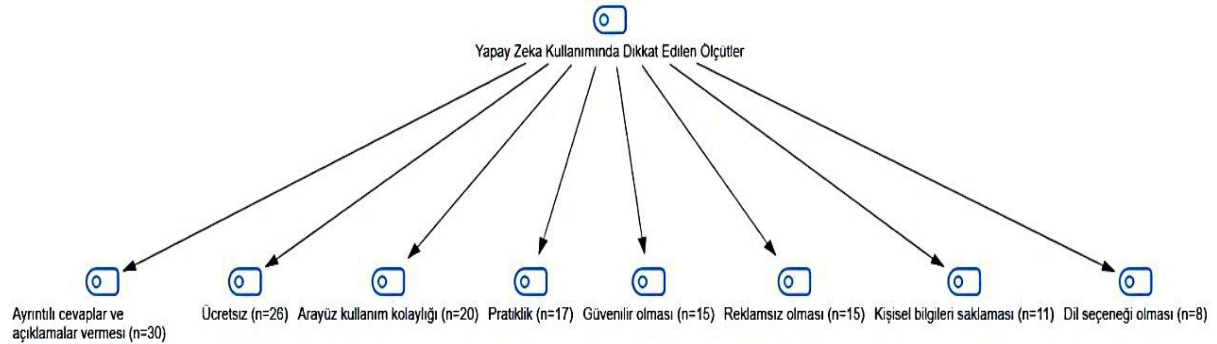 Yapay Zeka Kullanımında Dikkat Edilen Ölçütler
Ayrıntılı cevaplar ve
açıklamalar vermesi (n=30)
Ücretsiz (n=26)
Arayüz kullanım kolaylığı (n=20)
Pratiklik (n=17)
Güvenilir olması (n=15)
Reklamsız olması (n=15)
Kişisel bilgileri saklaması (n=11)
Dil seçeneği olması (n=8)